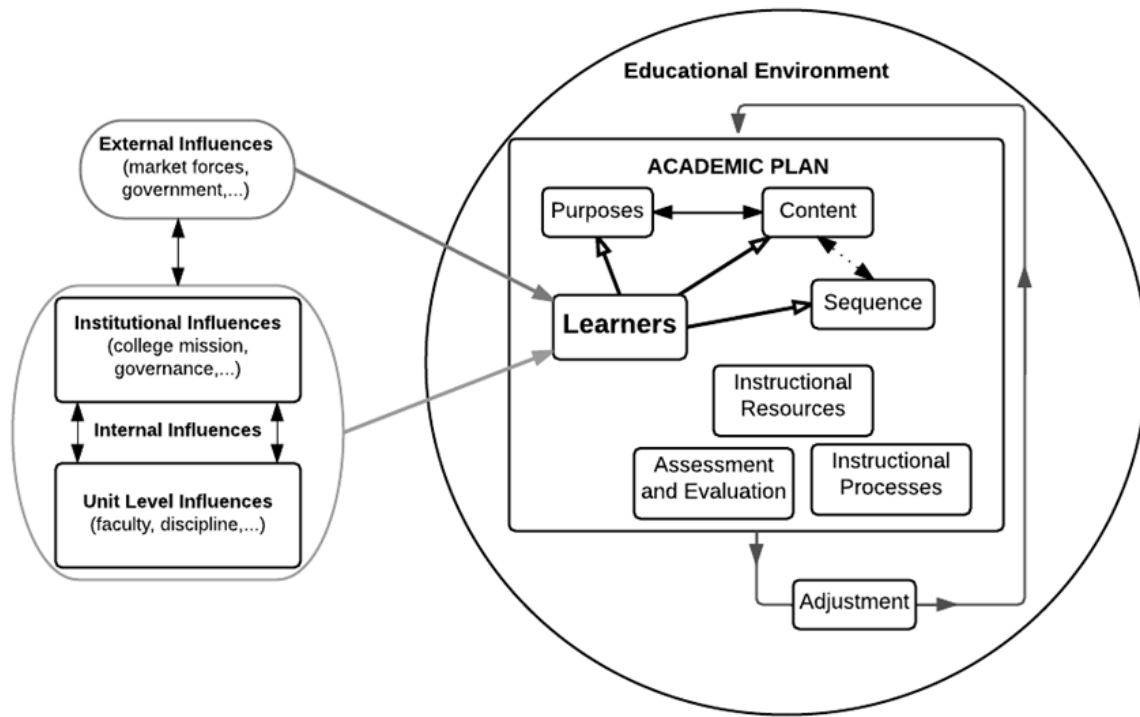 External Influences
(market forces,
government,...)
Institutional Influences
(college mission,
governance,...)
Internal Influences
Unit Level Influences
(faculty, discipline,...)
Educational Environment
ACADEMIC PLAN
Purposes
Content
Learners
Sequence
Instructional
Resources
Assessment
and Evaluation
Instructional
Processes
Adjustment